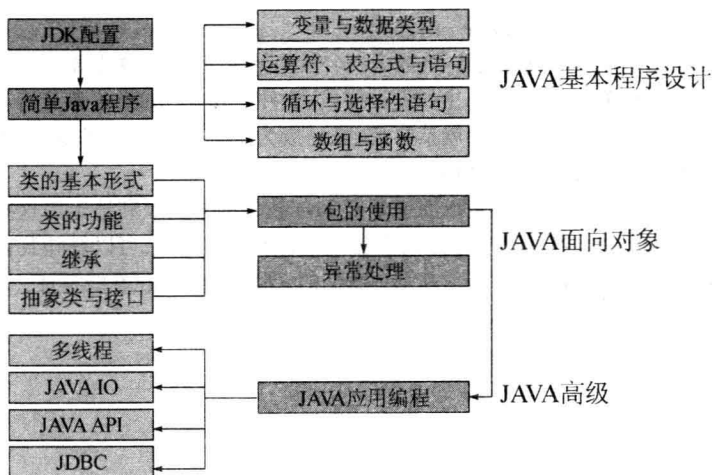 JDK配置
变量与数据类型
运算符、表达式与语句
JAVA基本程序设计
简单Java程序
循环与选择性语句
数组与函数
类的基本形式
类的功能
包的使用
JAVA面向对象
继承
异常处理
抽象类与接口
多线程
JAVA IO
JAVA应用编程
JAVA高级
JAVA API
JDBC